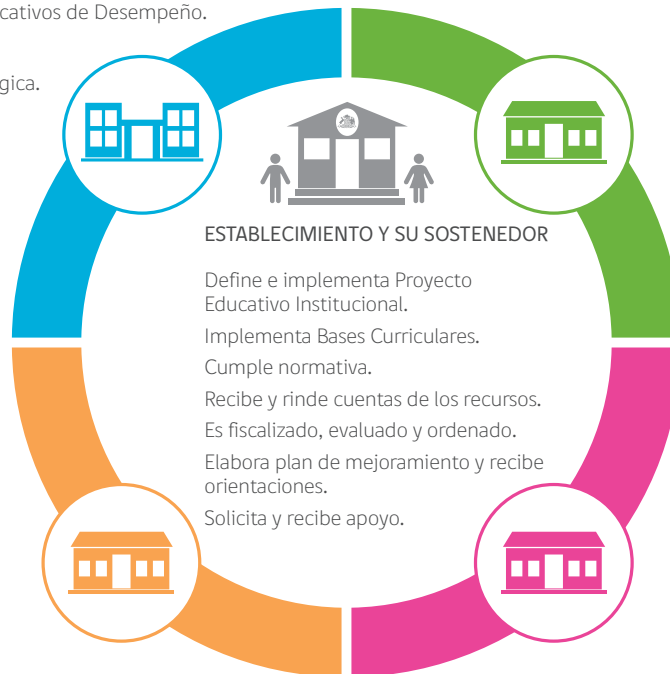 cativos de Desempeño.
gica.
ESTABLECIMIENTO Y SU SOSTENEDOR
Define e implementa Proyecto
Educativo Institucional.
Implementa Bases Curriculares.
Cumple normativa.
Recibe y rinde cuentas de los recursos.
Es fiscalizado, evaluado y ordenado.
Elabora plan de mejoramiento y recibe
orientaciones.
Solicita y recibe apoyo.